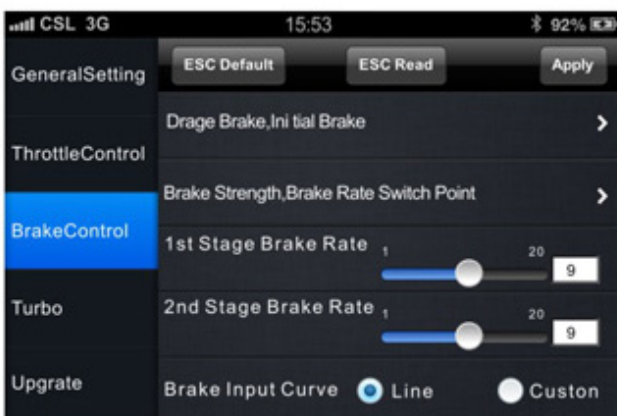 CSL 3G 15:53 92%
GeneralSetting
ThrottleControl
BrakeControl
Turbo
Upgrate
ESC Default ESC Read Apply
Drage Brake,Ini tial Brake
Brake Strength,Brake Rate Switch Point
1st Stage Brake Rate 1 20 9
2nd Stage Brake Rate 1 20 9
Brake Input Curve Line Custon